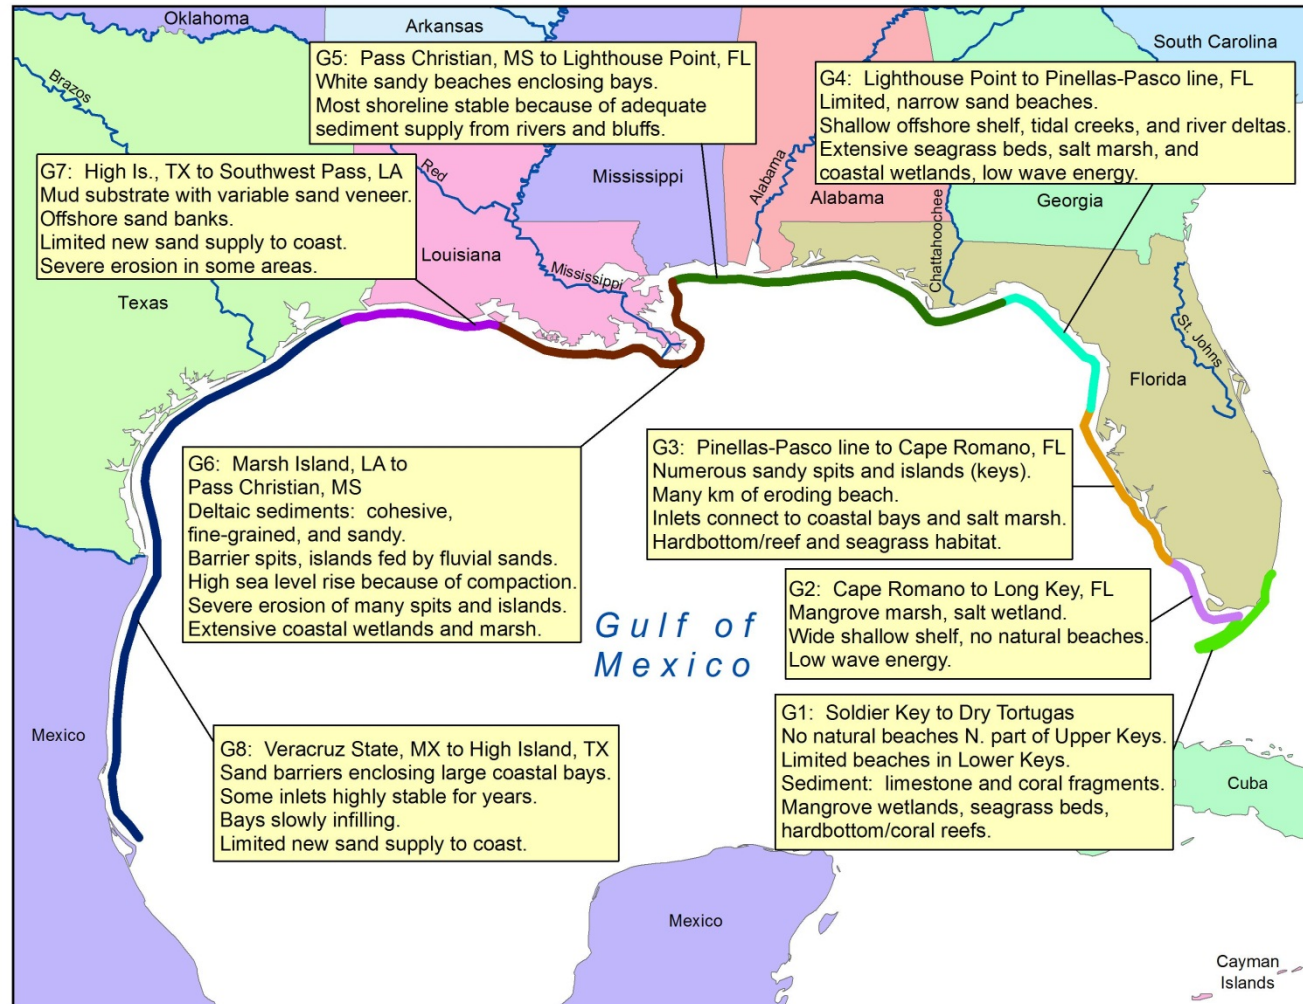 Oklahoma
Arkansas
South Carolina
Brazos
G5: Pass Christian, MS to Lighthouse Point, FL
White sandy beaches enclosing bays.
Most shoreline stable because of adequate
sediment supply from rivers and bluffs.
G4: Lighthouse Point to Pinellas-Pasco line, FL
Limited, narrow sand beaches.
Shallow offshore shelf, tidal creeks, and river deltas.
Extensive seagrass beds, salt marsh, and
coastal wetlands, low wave energy.
G7: High Is., TX to Southwest Pass, LA
Mud substrate with variable sand veneer.
Offshore sand banks.
Limited new sand supply to coast.
Severe erosion in some areas.
Red
Mississippi
Alabama
Alabama
Georgia
Chattahoochee
Louisiana
Mississippi
Texas
St. Johns
Florida
G6: Marsh Island, LA to
Pass Christian, MS
Deltaic sediments: cohesive,
fine-grained, and sandy.
Barrier spits, islands fed by fluvial sands.
High sea level rise because of compaction.
Severe erosion of many spits and islands.
Extensive coastal wetlands and marsh.
G3: Pinellas-Pasco line to Cape Romano, FL
Numerous sandy spits and islands (keys).
Many km of eroding beach.
Inlets connect to coastal bays and salt marsh.
Hardbottom/reef and seagrass habitat.
Gulf of
Mexico
G2: Cape Romano to Long Key, FL
Mangrove marsh, salt wetland.
Wide shallow shelf, no natural beaches.
Low wave energy.
Mexico
G8: Veracruz State, MX to High Island, TX
Sand barriers enclosing large coastal bays.
Some inlets highly stable for years.
Bays slowly infilling.
Limited new sand supply to coast.
G1: Soldier Key to Dry Tortugas
No natural beaches N. part of Upper Keys.
Limited beaches in Lower Keys.
Sediment: limestone and coral fragments.
Mangrove wetlands, seagrass beds,
hardbottom/coral reefs.
Cuba
Mexico
Cayman
Islands